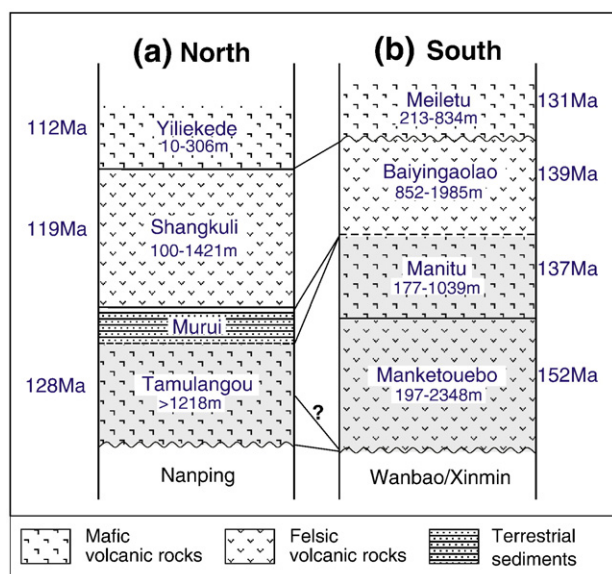 (a) North
(b) South
112Ma
Yiliekede
10-306m
119Ma
Shangkuli
100-1421m
Murui
128Ma
Tamulangou
>1218m
Nanping
?
Meiletu
213-834m
131Ma
Baiyingaolao
852-1985m
139Ma
Manitu
177-1039m
137Ma
Manketouebo
197-2348m
152Ma
Wanbao/Xinmin
Mafic
volcanic rocks
Felsic
volcanic rocks
Terrestrial
sediments